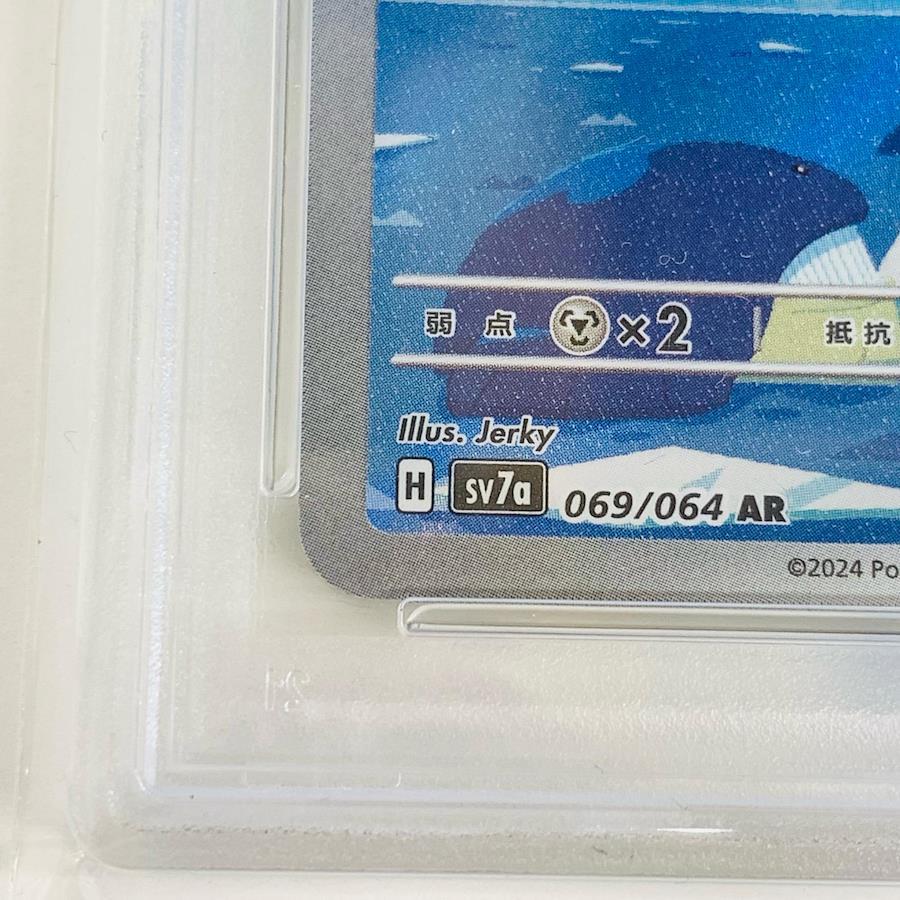 弱点 ×2 抵抗
Illus. Jerky
H sv7a 069/064 AR
©2024 Po